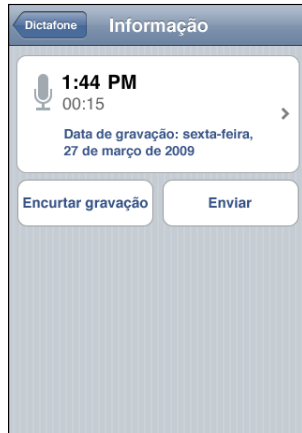 Dictafone
Informação
1:44 PM
00:15
Data de gravação: sexta-feira,
27 de março de 2009
Encurtar gravação
Enviar